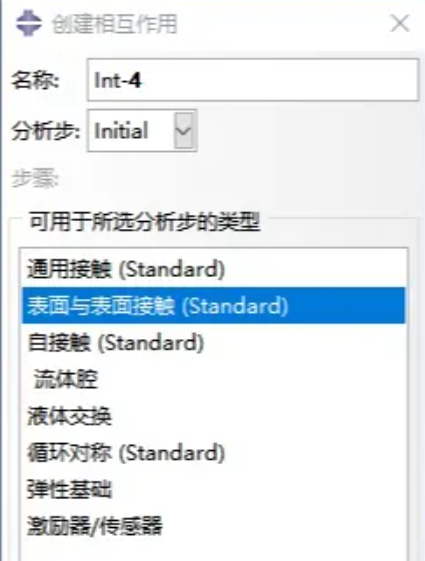 创建相互作用
名称: Int-4
分析步: Initial
步骤:
可用于所选分析步的类型
通用接触 (Standard)
表面与表面接触 (Standard)
自接触 (Standard)
流体腔
液体交换
循环对称 (Standard)
弹性基础
激励器/传感器